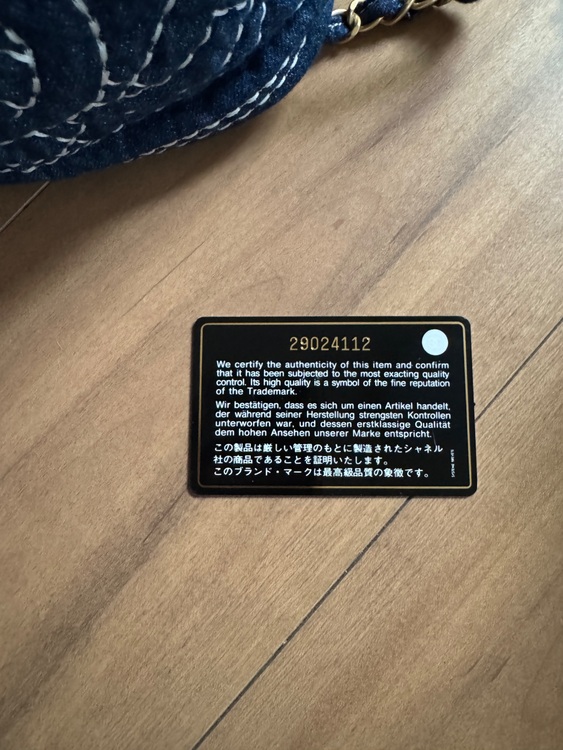 29024112
We certify the authenticity of this item and confirm
that it has been subjected to the most exacting quality
control. Its high quality is a symbol of the fine reputation
of the Trademark.
Wir bestätigen, dass es sich um einen Artikel handelt,
der während seiner Herstellung strengsten Kontrollen
unterworfen war, und dessen erstklassige Qualität
dem hohen Ansehen unserer Marke entspricht.
この製品は厳しい管理のもとに製造されたシャネル
社の商品であることを証明いたします。
このブランド・マークは最高級品質の象徴です。